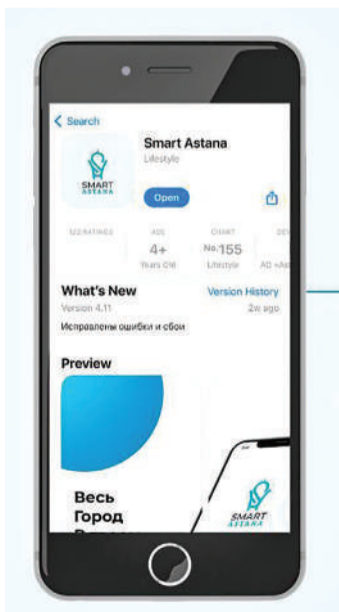 Search
Smart Astana
Lifestyle
SMART
ASTANA
Open
RATINGS
AGE
CHART
4+
No.155
Years Old
Lifestyle
What's New
Version History
Version 4.11
2w ago
Исправлены ошибки и сбои
Preview
Весь
Город
SMART
ASTANA